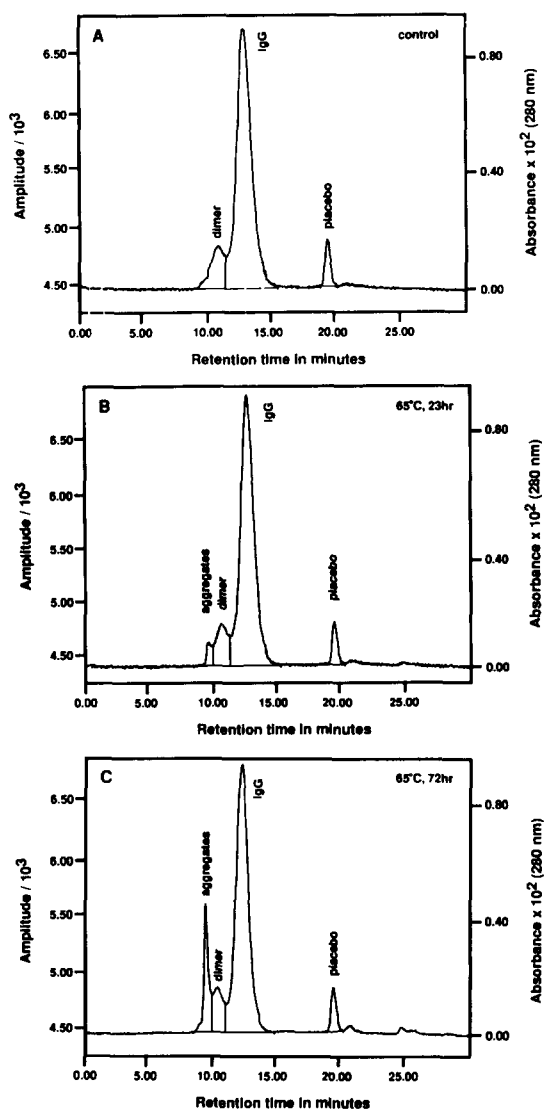 A
IgG
control
dimer
placebo
6.50
6.00
5.50
5.00
4.50
Amplitude / 10³
0.80
0.40
0.00
Absorbance x 10² (280 nm)
0.00 5.00 10.00 15.00 20.00 25.00
Retention time in minutes
B
IgG
65°C, 23hr
aggregates
dimer
placebo
6.50
6.00
5.50
5.00
4.50
Amplitude / 10³
0.80
0.40
0.00
Absorbance x 10² (280 nm)
0.00 5.00 10.00 15.00 20.00 25.00
Retention time in minutes
C
IgG
65°C, 72hr
aggregates
dimer
placebo
6.50
6.00
5.50
5.00
4.50
Amplitude / 10³
0.80
0.40
0.00
Absorbance x 10² (280 nm)
0.00 5.00 10.00 15.00 20.00 25.00
Retention time in minutes